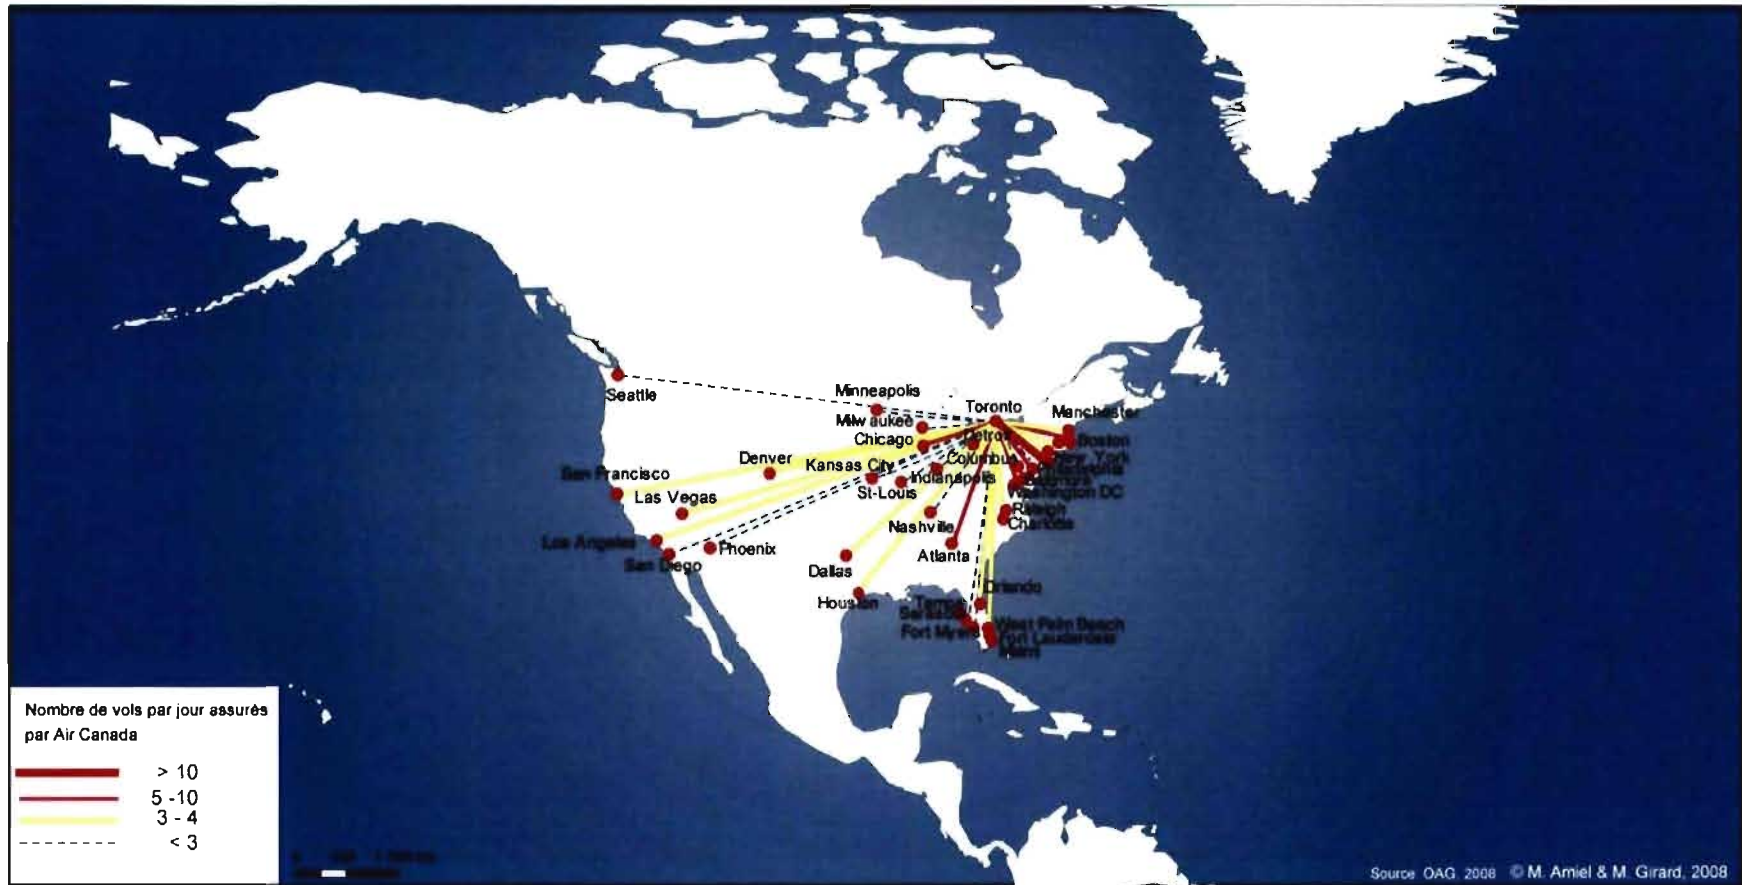 Minneapolis
Seattle
Toronto
Manchester
Milwaukee
Chicago
Detroit
Boston
Denver
Kansas City
Columbus
New York
San Francisco
Philadelphia
Indianapolis
Las Vegas
St-Louis
Washington DC
Raleigh
Nashville
Charlotte
Los Angeles
Phoenix
Atlanta
San Diego
Dallas
Orlando
Houston
Tampa
Sarasota
West Palm Beach
Fort Myers
Fort Lauderdale
Miami
Nombre de vols par jour assurés
par Air Canada
> 10
5 -10
3 - 4
< 3
Source OAG, 2008 © M. Amiel & M. Girard, 2008